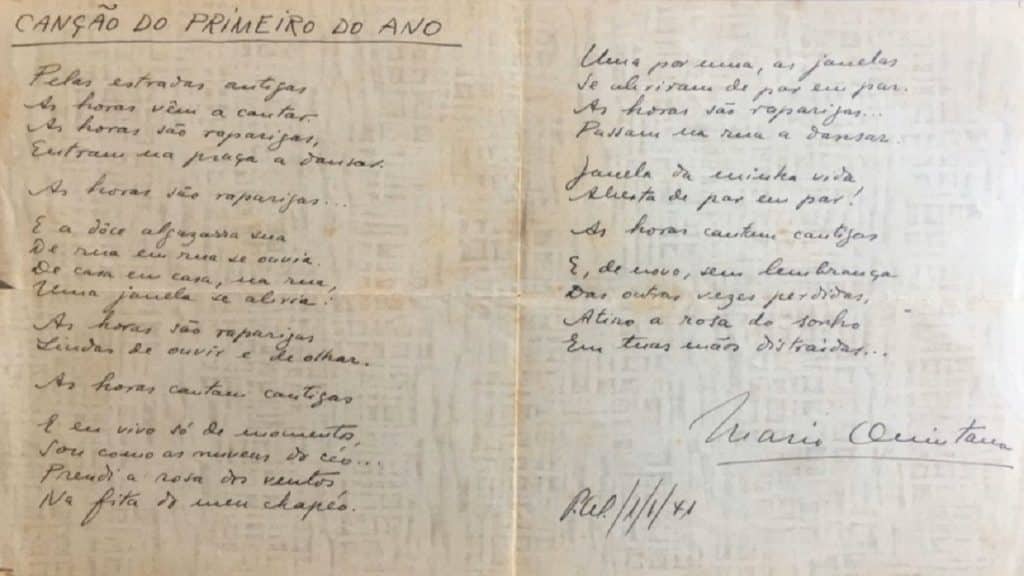 CANÇÃO DO PRIMEIRO DO ANO
Pelas estradas antigas
As horas vêm a cantar.
As horas são raparigas,
Entram na praça a dansar.
As horas são raparigas...
E a dôce algazarra sua
De rua em rua se ouvia.
De casa em casa, na rua,
Uma janela se abria!
As horas são raparigas
Lindas de ouvir e de olhar.
As horas cantam cantigas
E eu vivo só de momento,
Sou como as nuvens do céo...
Prendi a rosa dos ventos
Na fita do meu chapéo.
Uma por uma, as janelas
Se abriram de par em par.
As horas são raparigas...
Passam na rua a dansar.
Janela da minha vida
Aberta de par em par!
As horas cantam cantigas
E, de novo, sem lembrança
Das outras vezes perdidas,
Atiro a rosa do sonho
Em tuas mãos distraidas...
Mario Quintana
/1/1/41